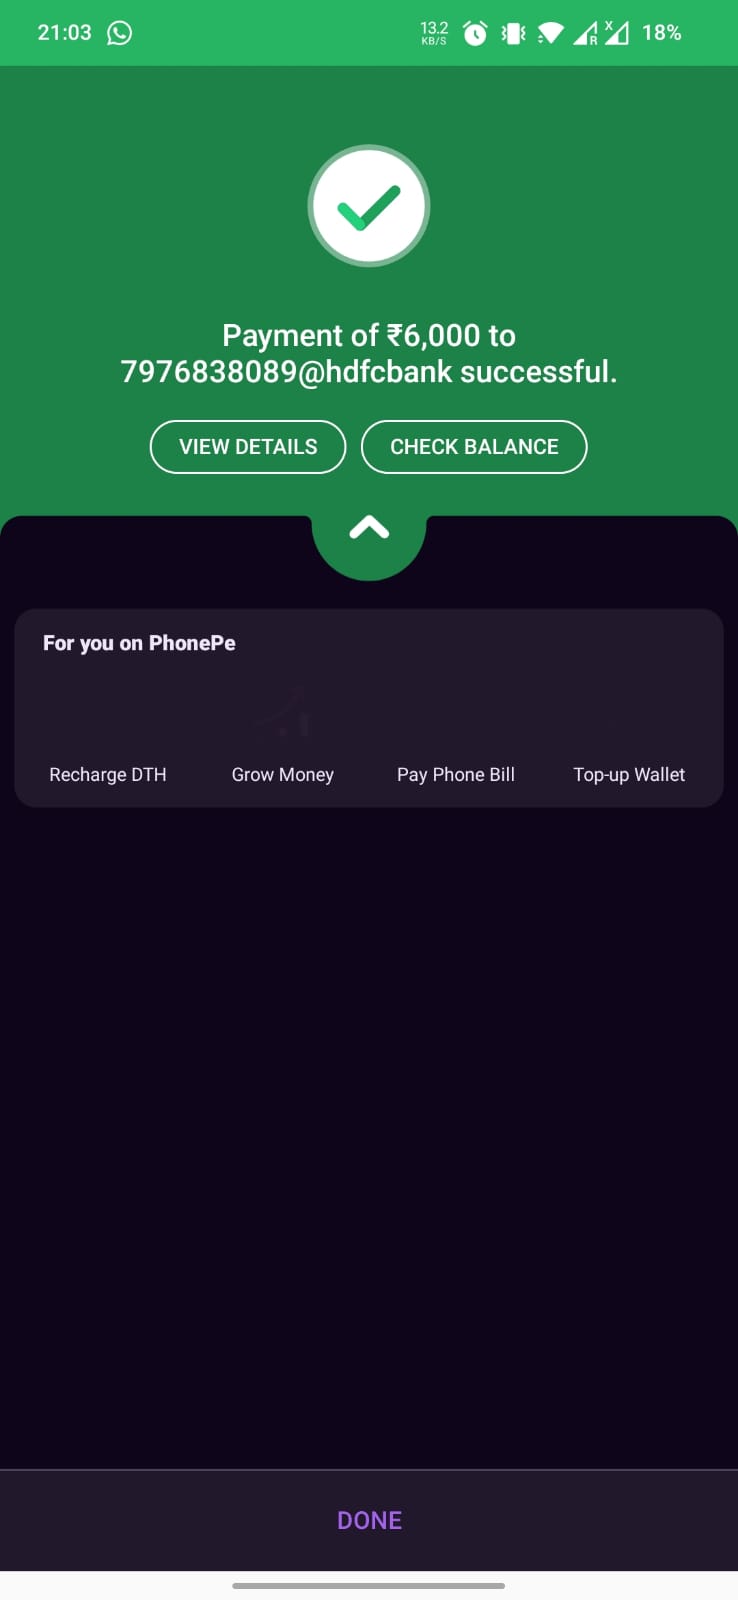 21:03
13.2
KB/S
R
X
18%
Payment of ₹6,000 to
7976838089@hdfcbank successful.
VIEW DETAILS
CHECK BALANCE
For you on PhonePe
Recharge DTH
Grow Money
Pay Phone Bill
Top-up Wallet
DONE